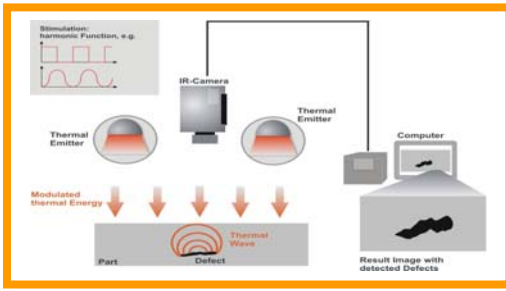 Stimulation:
harmonic Function, e.g.
IR-Camera
Thermal
Emitter
Thermal
Emitter
Computer
Modulated
thermal Energy
Thermal
Wave
Part
Defect
Result Image with
detected Defects